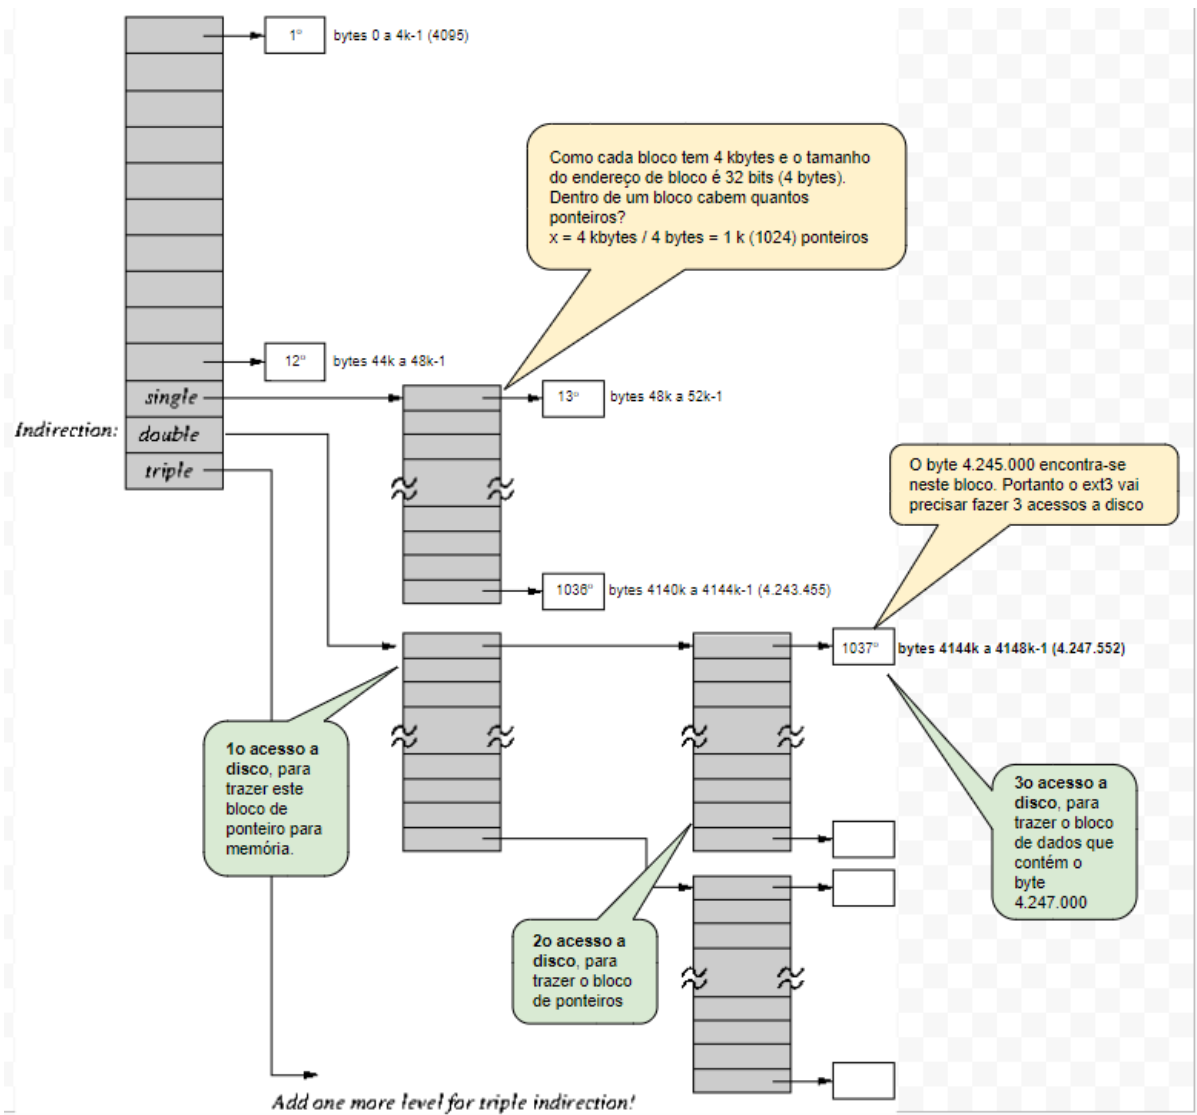 1º bytes 0 a 4k-1 (4095)
Como cada bloco tem 4 kbytes e o tamanho
do endereço de bloco é 32 bits (4 bytes).
Dentro de um bloco cabem quantos
ponteiros?
x = 4 kbytes / 4 bytes = 1 k (1024) ponteiros
12º bytes 44k a 48k-1
single
13º bytes 48k a 52k-1
Indirection:
double
triple
O byte 4.245.000 encontra-se
neste bloco. Portanto o ext3 vai
precisar fazer 3 acessos a disco
1036º bytes 4140k a 4144k-1 (4.243.455)
1037º bytes 4144k a 4148k-1 (4.247.552)
1o acesso a
disco, para
trazer este
bloco de
ponteiro para
memória.
3o acesso a
disco, para
trazer o bloco
de dados que
contém o
byte
4.247.000
2o acesso a
disco, para
trazer o bloco
de ponteiros
Add one more level for triple indirection!